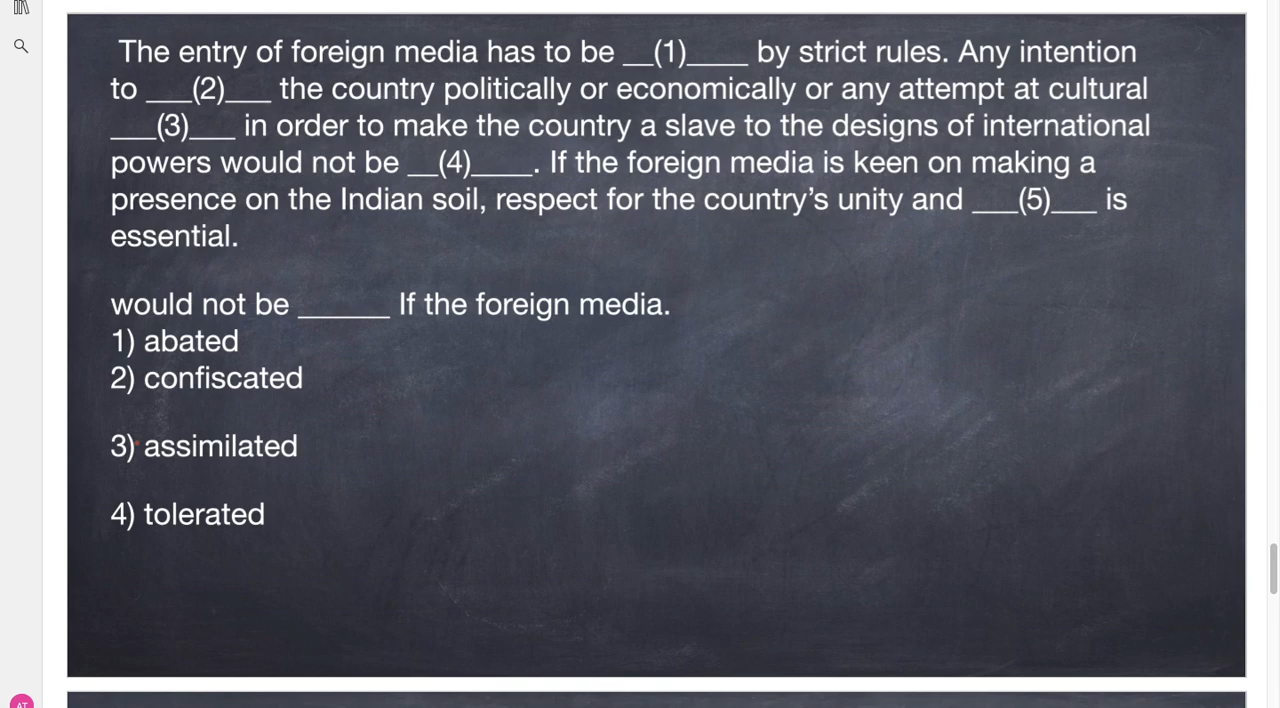 The entry of foreign media has to be __(1)____ by strict rules. Any intention
to ___(2)___ the country politically or economically or any attempt at cultural
___(3)___ in order to make the country a slave to the designs of international
powers would not be __(4)____. If the foreign media is keen on making a
presence on the Indian soil, respect for the country’s unity and ___(5)___ is
essential.
would not be ______ If the foreign media.
1) abated
2) confiscated
3) assimilated
4) tolerated
AT